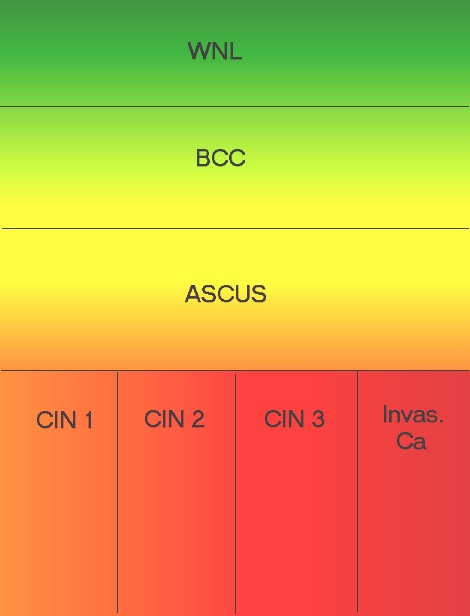 WNL
BCC
ASCUS
CIN 1
CIN 2
CIN 3
Invas.
Ca